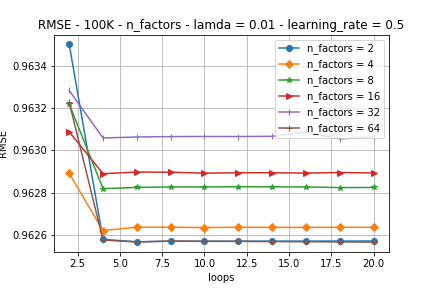 RMSE - 100K - n_factors - lamda = 0.01 - learning_rate = 0.5
n_factors = 2
n_factors = 4
n_factors = 8
n_factors = 16
n_factors = 32
n_factors = 64
RMSE
0.9634
0.9632
0.9630
0.9628
0.9626
2.5 5.0 7.5 10.0 12.5 15.0 17.5 20.0
loops